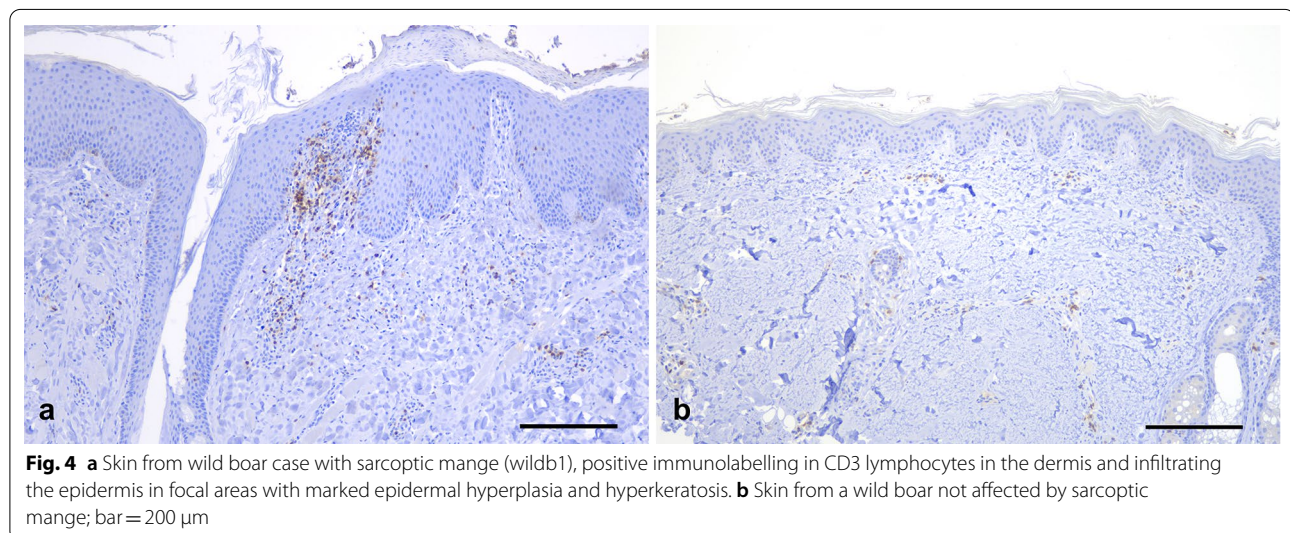 a
b
Fig. 4 a Skin from wild boar case with sarcoptic mange (wildb1), positive immunolabelling in CD3 lymphocytes in the dermis and infiltrating
the epidermis in focal areas with marked epidermal hyperplasia and hyperkeratosis. b Skin from a wild boar not affected by sarcoptic
mange; bar = 200 µm